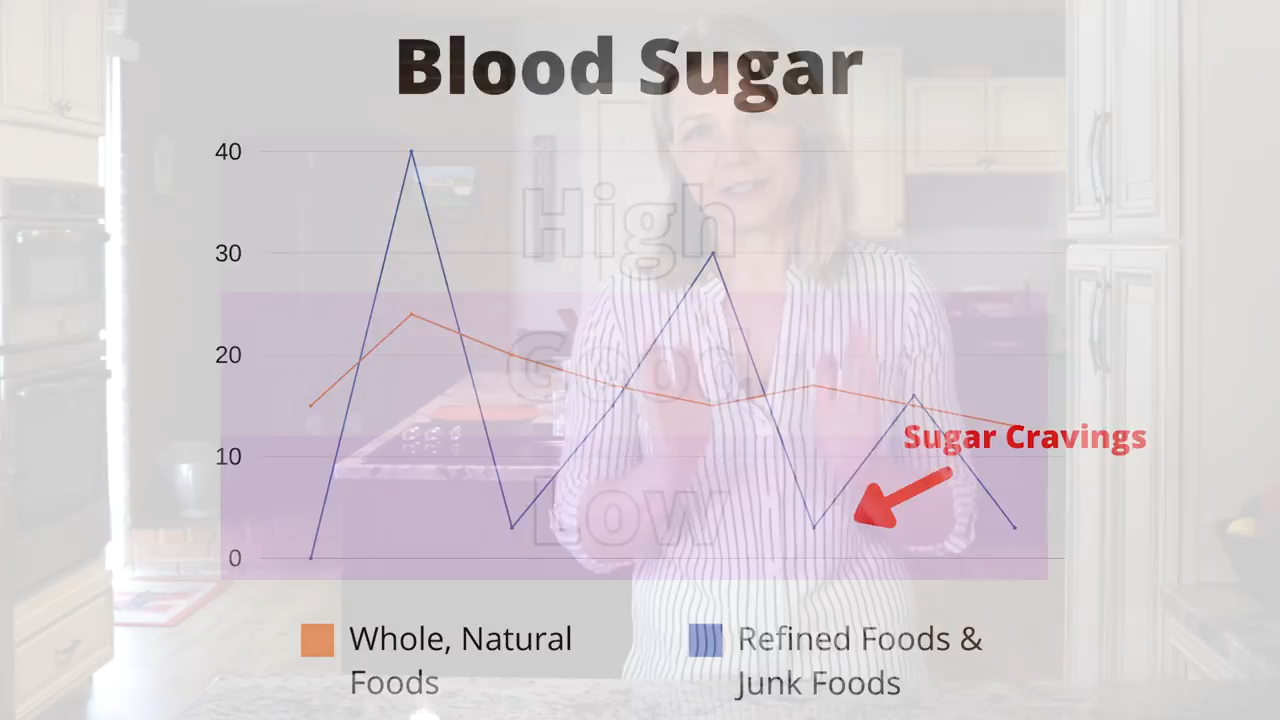 Blood Sugar
40
High
30
Good
20
Sugar Cravings
10
Low
0
Whole, Natural
Foods
Refined Foods &
Junk Foods